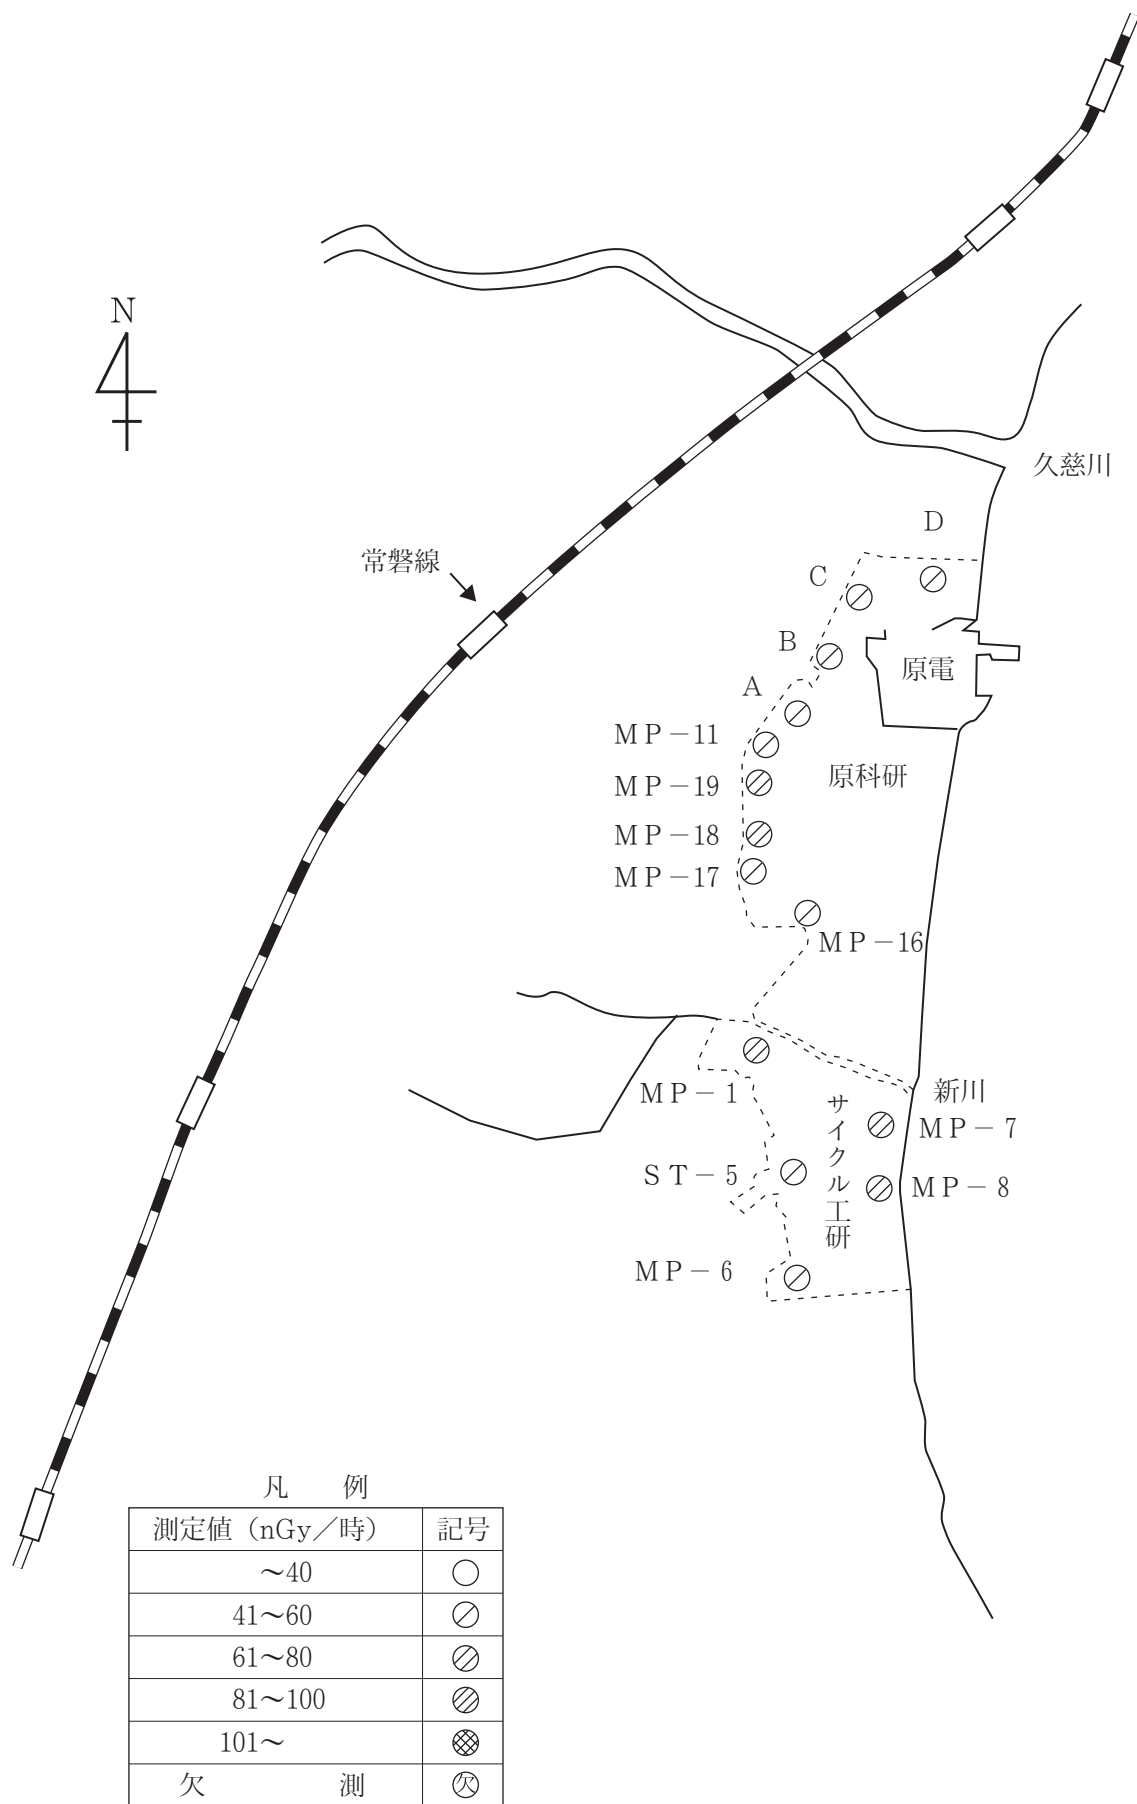 N
久慈川
D
常磐線
C
B
原電
A
MP-11
原科研
MP-19
MP-18
MP-17
MP-16
新川
MP-1
サイクル工研
MP-7
ST-5
MP-8
MP-6
凡 例
測定値（nGy／時） 記号
～40
41～60
61～80
81～100
101～
欠 測 欠